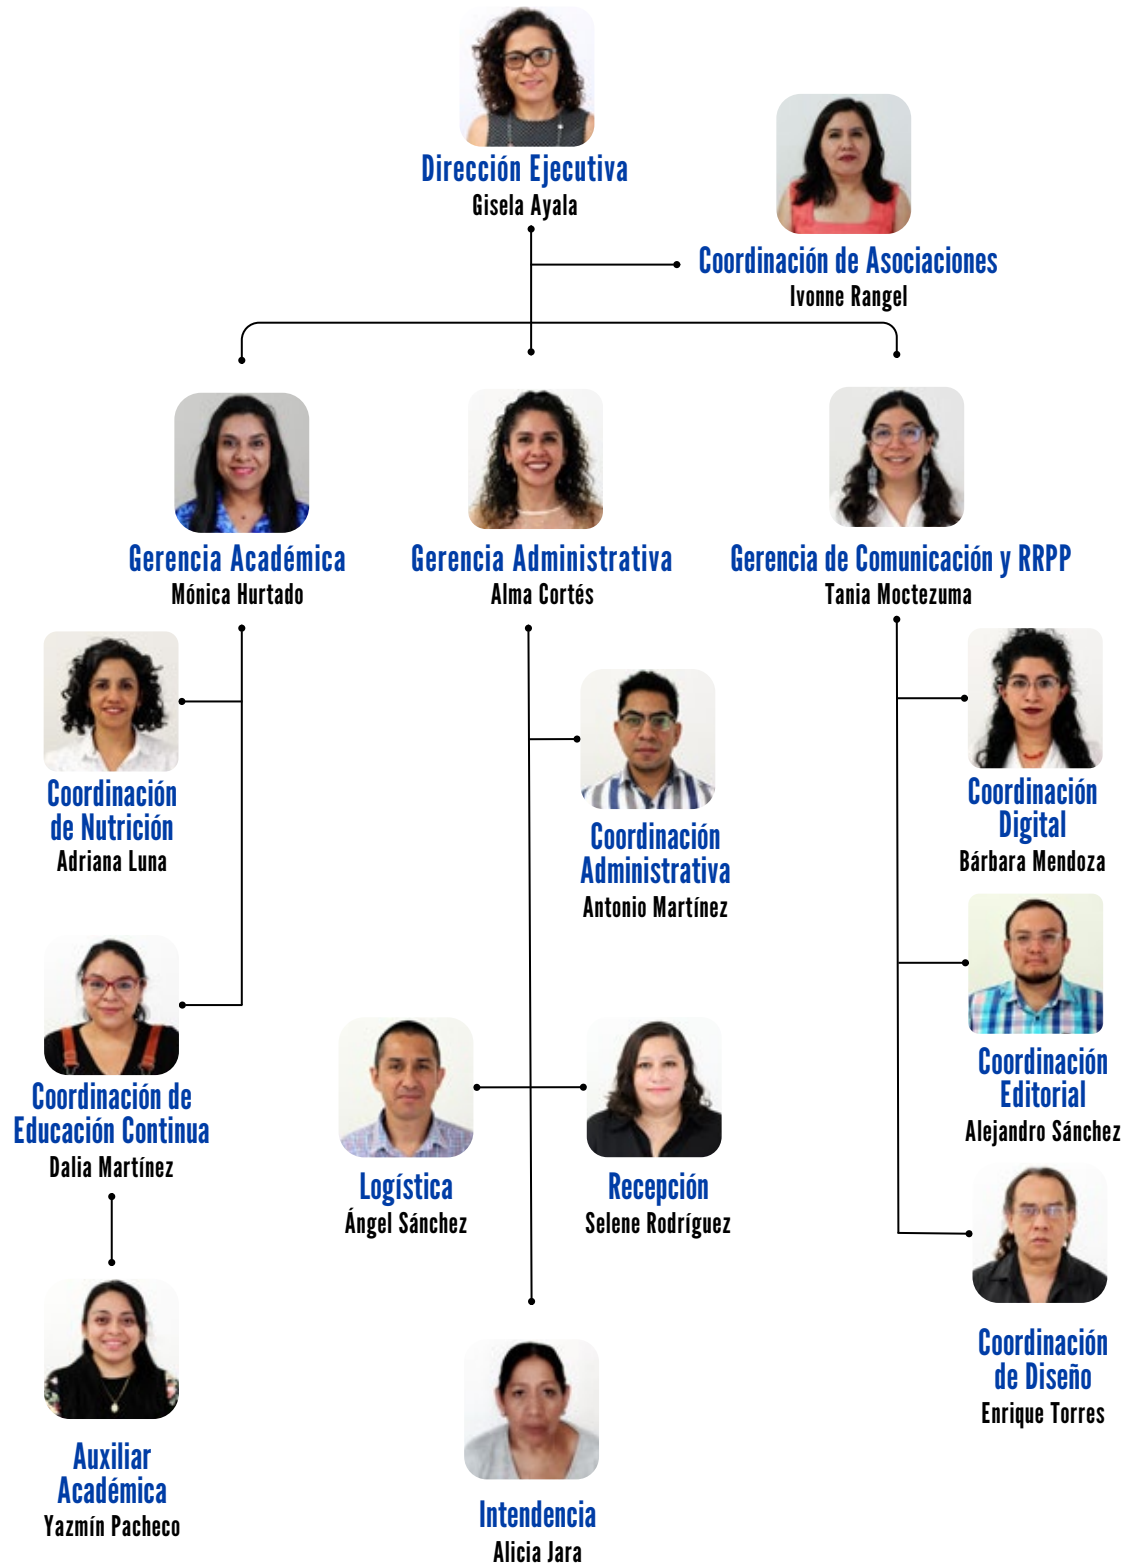 Dirección Ejecutiva
Gisela Ayala
Coordinación de Asociaciones
Ivonne Rangel
Gerencia Académica
Mónica Hurtado
Gerencia Administrativa
Alma Cortés
Gerencia de Comunicación y RRPP
Tania Moctezuma
Coordinación
de Nutrición
Adriana Luna
Coordinación
Administrativa
Antonio Martínez
Coordinación
Digital
Bárbara Mendoza
Coordinación de
Educación Continua
Dalia Martínez
Logística
Ángel Sánchez
Recepción
Selene Rodríguez
Coordinación
Editorial
Alejandro Sánchez
Auxiliar
Académica
Yazmín Pacheco
Intendencia
Alicia Jara
Coordinación
de Diseño
Enrique Torres